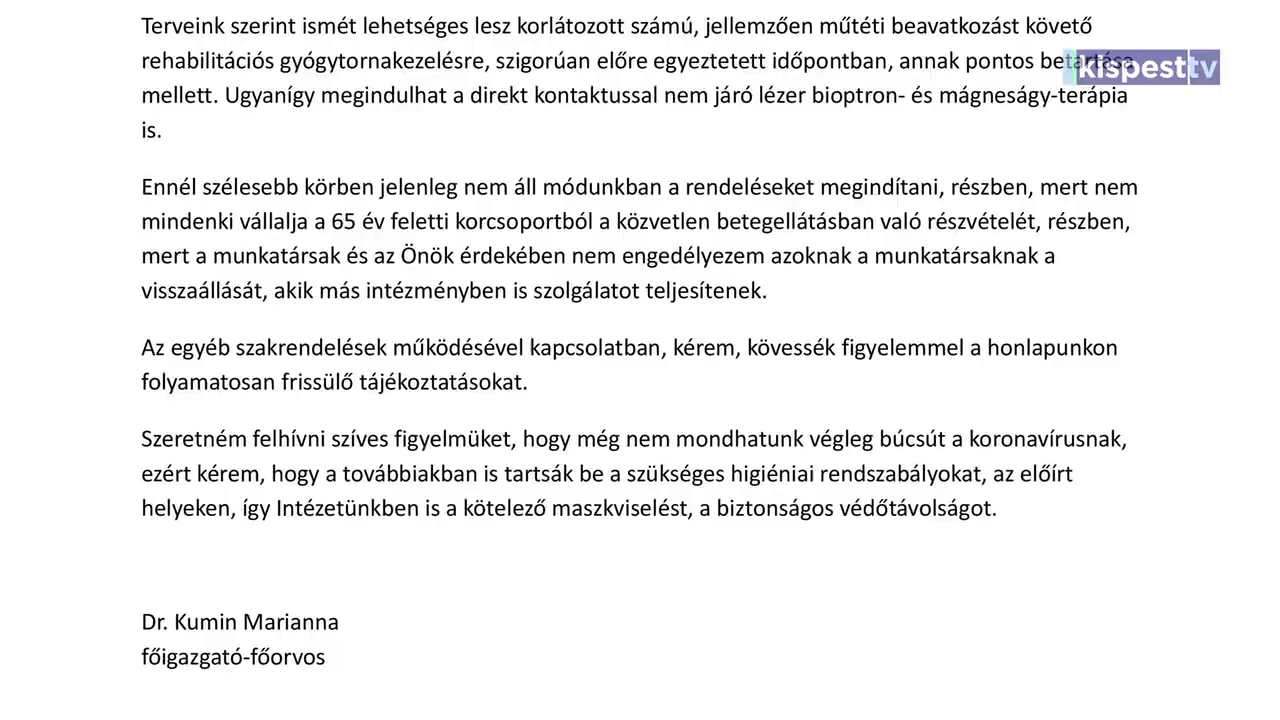 Terveink szerint ismét lehetséges lesz korlátozott számú, jellemzően műtéti beavatkozást követő
rehabilitációs gyógytornakezelésre, szigorúan előre egyeztetett időpontban, annak pontos betartása
kispest tv
mellett. Ugyanígy megindulhat a direkt kontaktussal nem járó lézer bioptron- és mágneságy-terápia
is.
Ennél szélesebb körben jelenleg nem áll módunkban a rendeléseket megindítani, részben, mert nem
mindenki vállalja a 65 év feletti korcsoportból a közvetlen betegellátásban való részvételét, részben,
mert a munkatársak és az Önök érdekében nem engedélyezem azoknak a munkatársaknak a
visszaállását, akik más intézményben is szolgálatot teljesítenek.
Az egyéb szakrendelések működésével kapcsolatban, kérem, kövessék figyelemmel a honlapunkon
folyamatosan frissülő tájékoztatásokat.
Szeretném felhívni szíves figyelmüket, hogy még nem mondhatunk végleg búcsút a koronavírusnak,
ezért kérem, hogy a továbbiakban is tartsák be a szükséges higiéniai rendszabályokat, az előírt
helyeken, így Intézetünkben is a kötelező maszkviselést, a biztonságos védőtávolságot.
Dr. Kumin Marianna
főigazgató-főorvos